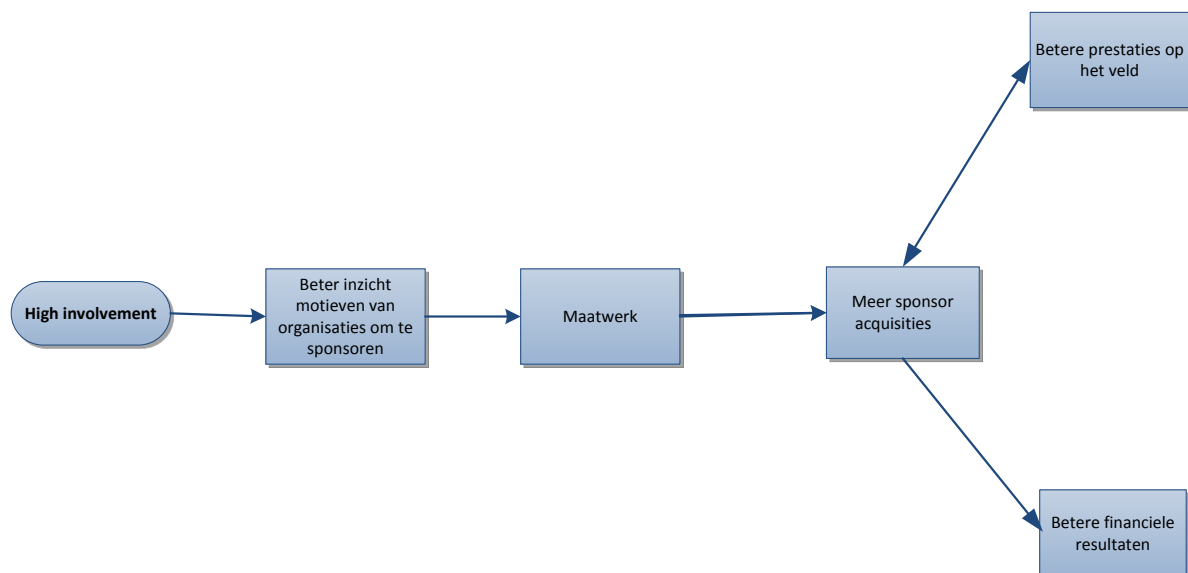 Betere prestaties op
het veld
High involvement
Beter inzicht
motieven van
organisaties om te
sponsoren
Maatwerk
Meer sponsor
acquisities
Betere financiele
resultaten